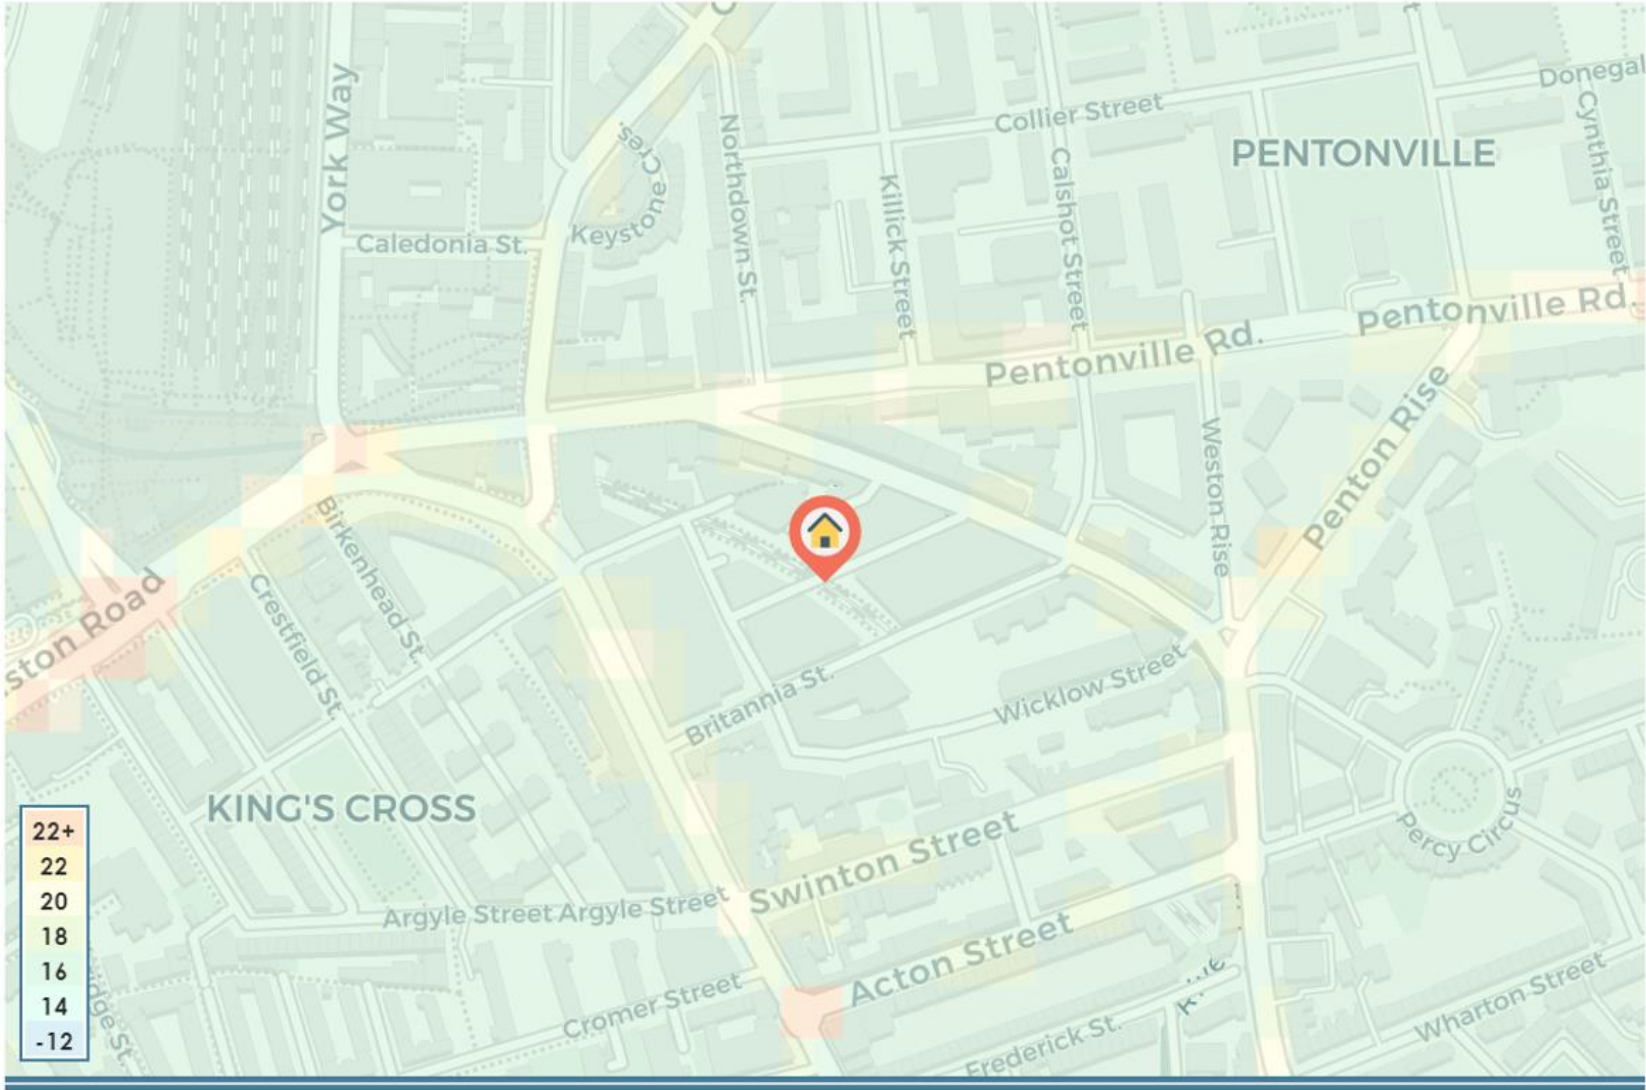 Donegal
York Way
Collier Street
PENTONVILLE
Cynthia Street
Northdown St.
Keystone Cres.
Killick Street
Calshot Street
Caledonia St.
Pentonville Rd.
Pentonville Rd.
Penton Rise
Weston Rise
Birkenhead St.
Crestfield St.
ston Road
Britannia St.
Wicklow Street
KING'S CROSS
Percy Circus
Swinton Street
Argyle Street Argyle Street
Acton Street
Cromer Street
Frederick St.
Wharton Street
dge St.
22+
22
20
18
16
14
-12